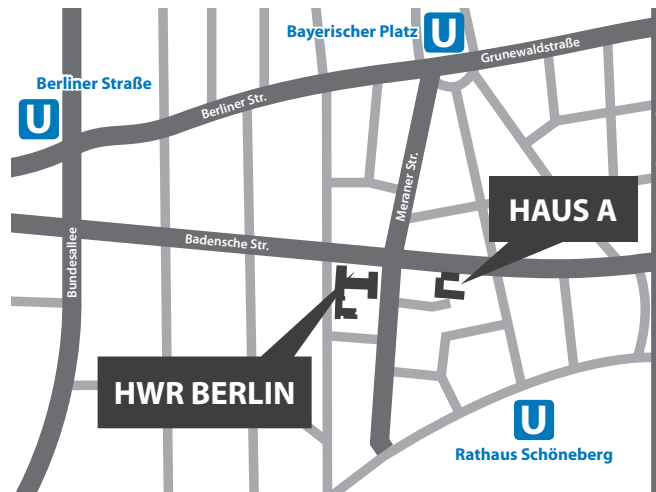 Bayerischer Platz
U
Grunewaldstraße
Berliner Straße
U
Berliner Str.
Meraner Str.
HAUS A
Badensche Str.
Bundesallee
HWR BERLIN
U
Rathaus Schöneberg